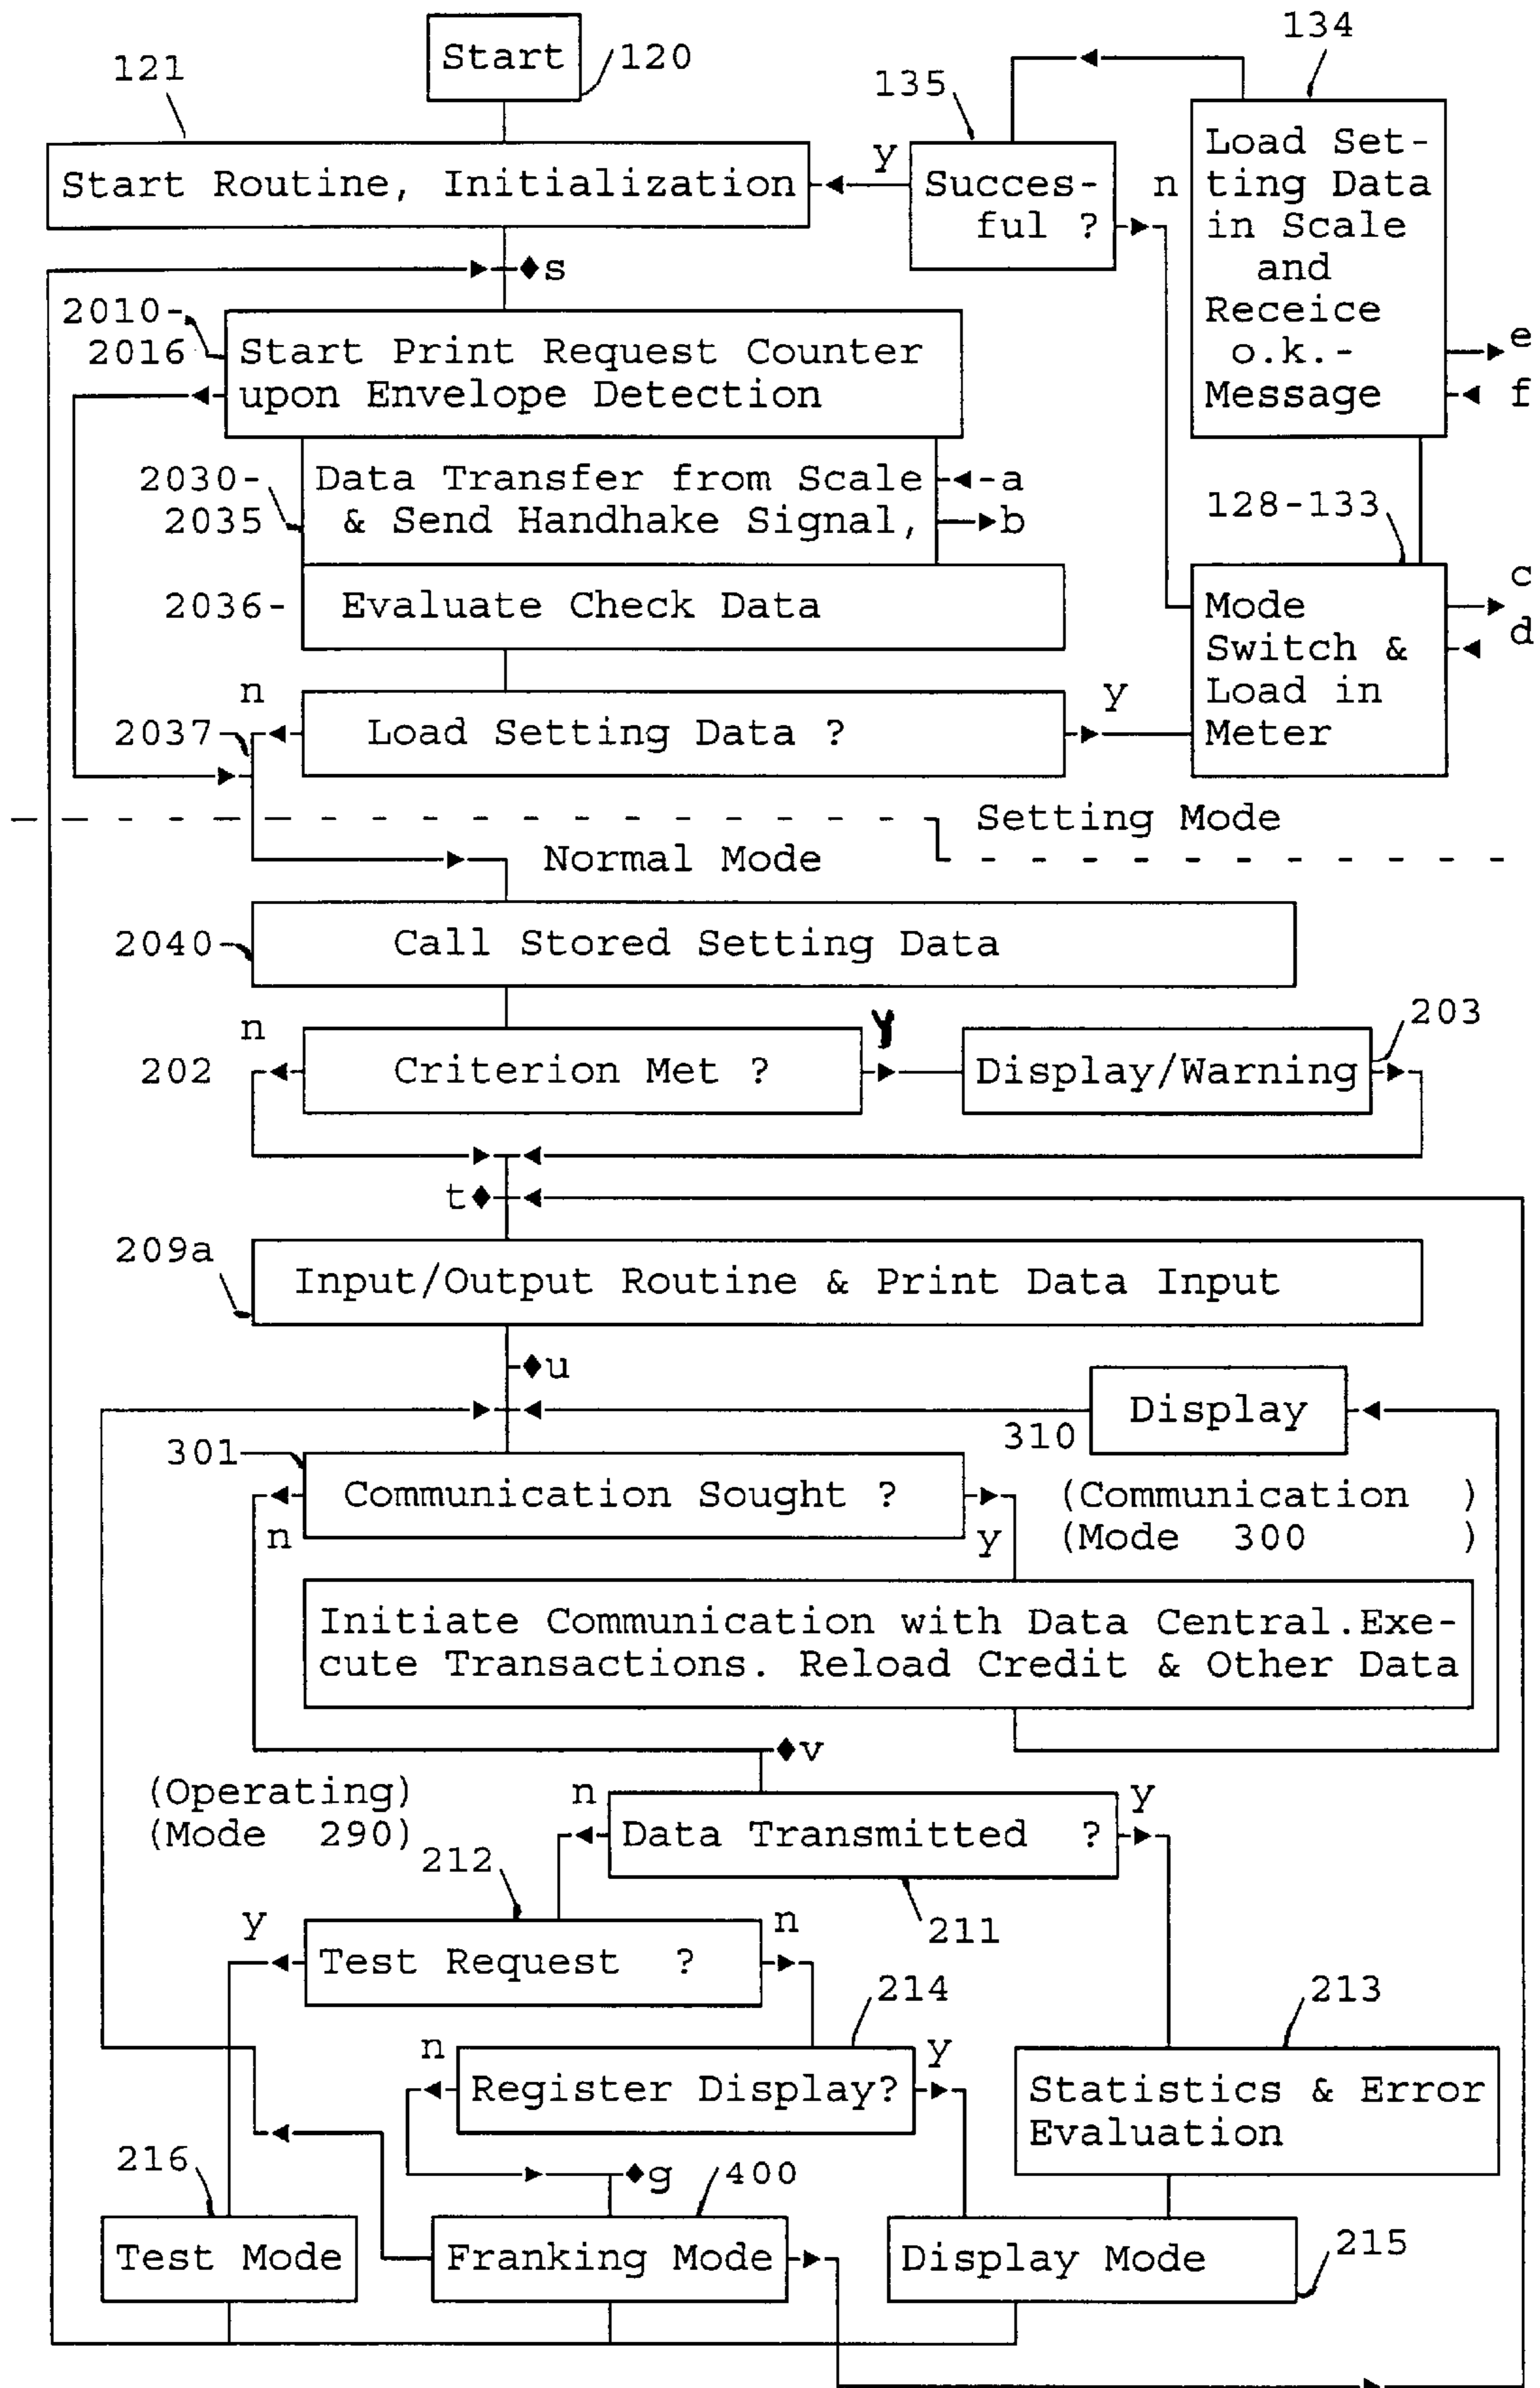 Start
120
121
Start Routine, Initialization
y
135
Succes-
ful ?
n
134
Load Set-
ting Data
in Scale
and
Receice
o.k.-
Message
e
f
s
2010-
2016
Start Print Request Counter
upon Envelope Detection
2030-
2035
Data Transfer from Scale
& Send Handhake Signal,
a
b
128-133
Mode
Switch &
Load in
Meter
c
d
2036-
Evaluate Check Data
n
2037
Load Setting Data ?
y
Setting Mode
Normal Mode
2040
Call Stored Setting Data
n
202
Criterion Met ?
y
Display/Warning
203
t
209a
Input/Output Routine & Print Data Input
u
Display
310
301
Communication Sought ?
n
y
(Communication )
(Mode 300 )
Initiate Communication with Data Central.Exe-
cute Transactions. Reload Credit & Other Data
v
(Operating)
(Mode 290)
n
Data Transmitted ?
y
211
212
y
Test Request ?
n
214
213
n
Register Display?
y
Statistics & Error
Evaluation
216
g
400
Test Mode
Franking Mode
Display Mode
215